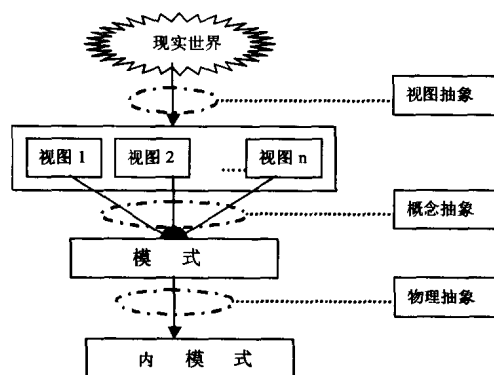 现实世界
视图抽象
视图 1 视图 2 ...... 视图 n
概念抽象
模 式
物理抽象
内 模 式